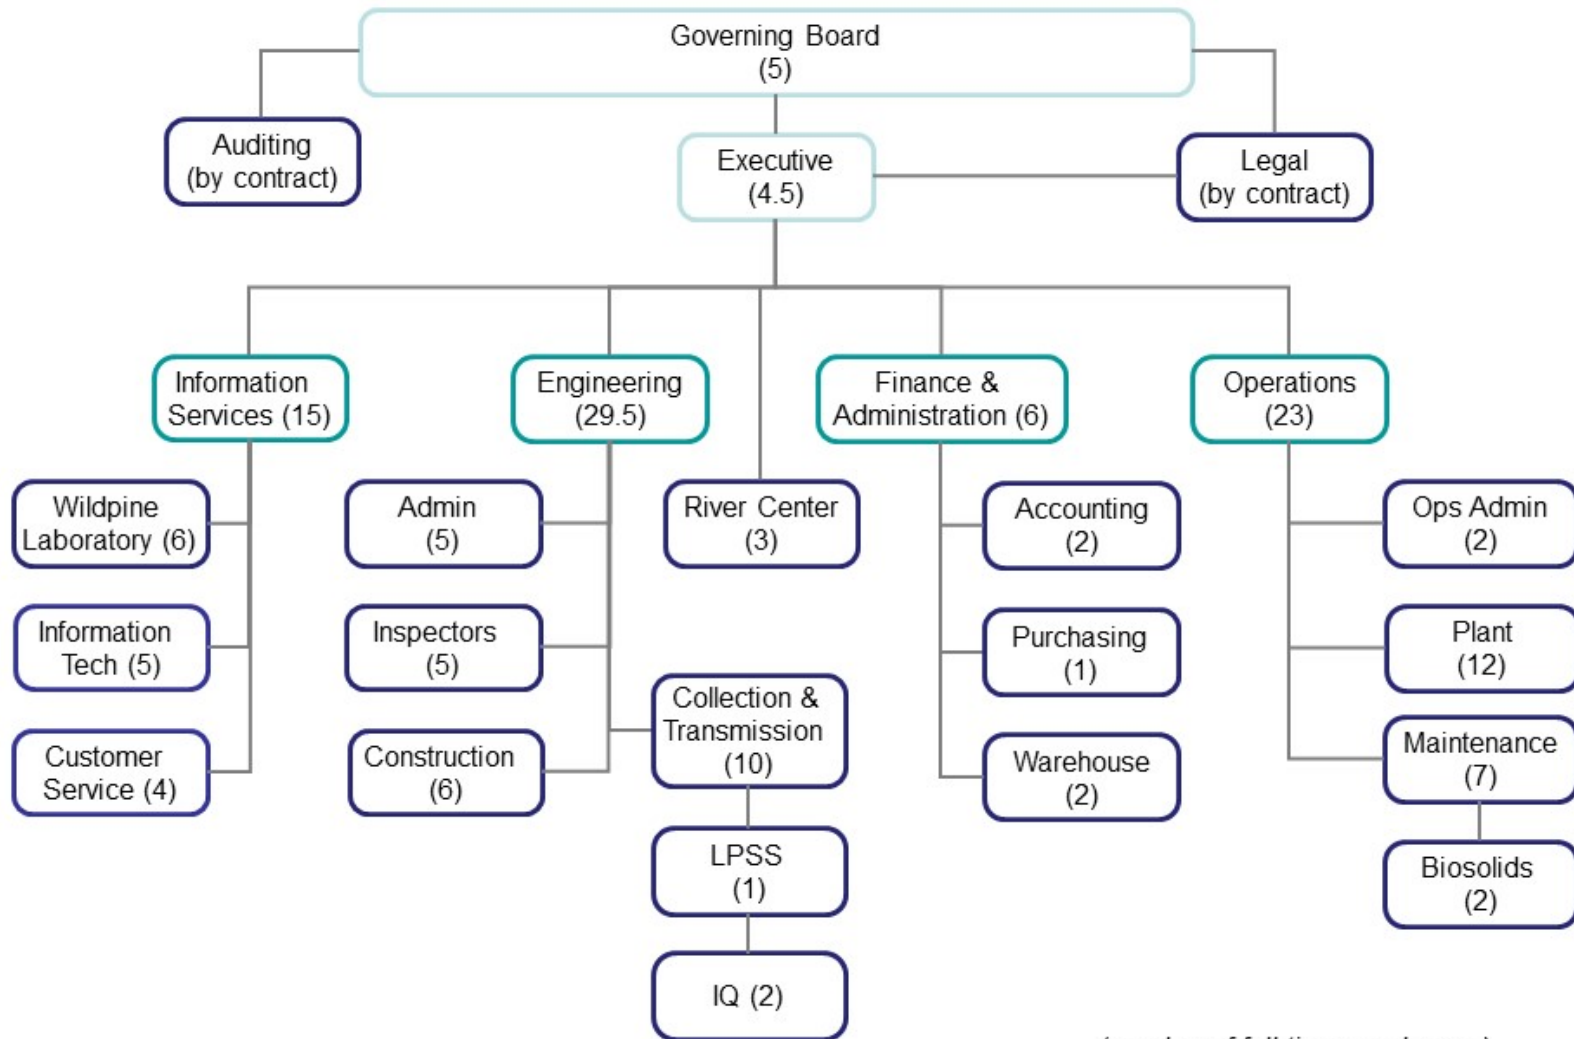 Governing Board
(5)
Auditing
(by contract)
Executive
(4.5)
Legal
(by contract)
Information
Services (15)
Engineering
(29.5)
Finance &
Administration (6)
Operations
(23)
Wildpine
Laboratory (6)
Admin
(5)
River Center
(3)
Accounting
(2)
Ops Admin
(2)
Information
Tech (5)
Inspectors
(5)
Purchasing
(1)
Plant
(12)
Collection &
Transmission
(10)
Customer
Service (4)
Construction
(6)
Warehouse
(2)
Maintenance
(7)
LPSS
(1)
Biosolids
(2)
IQ (2)